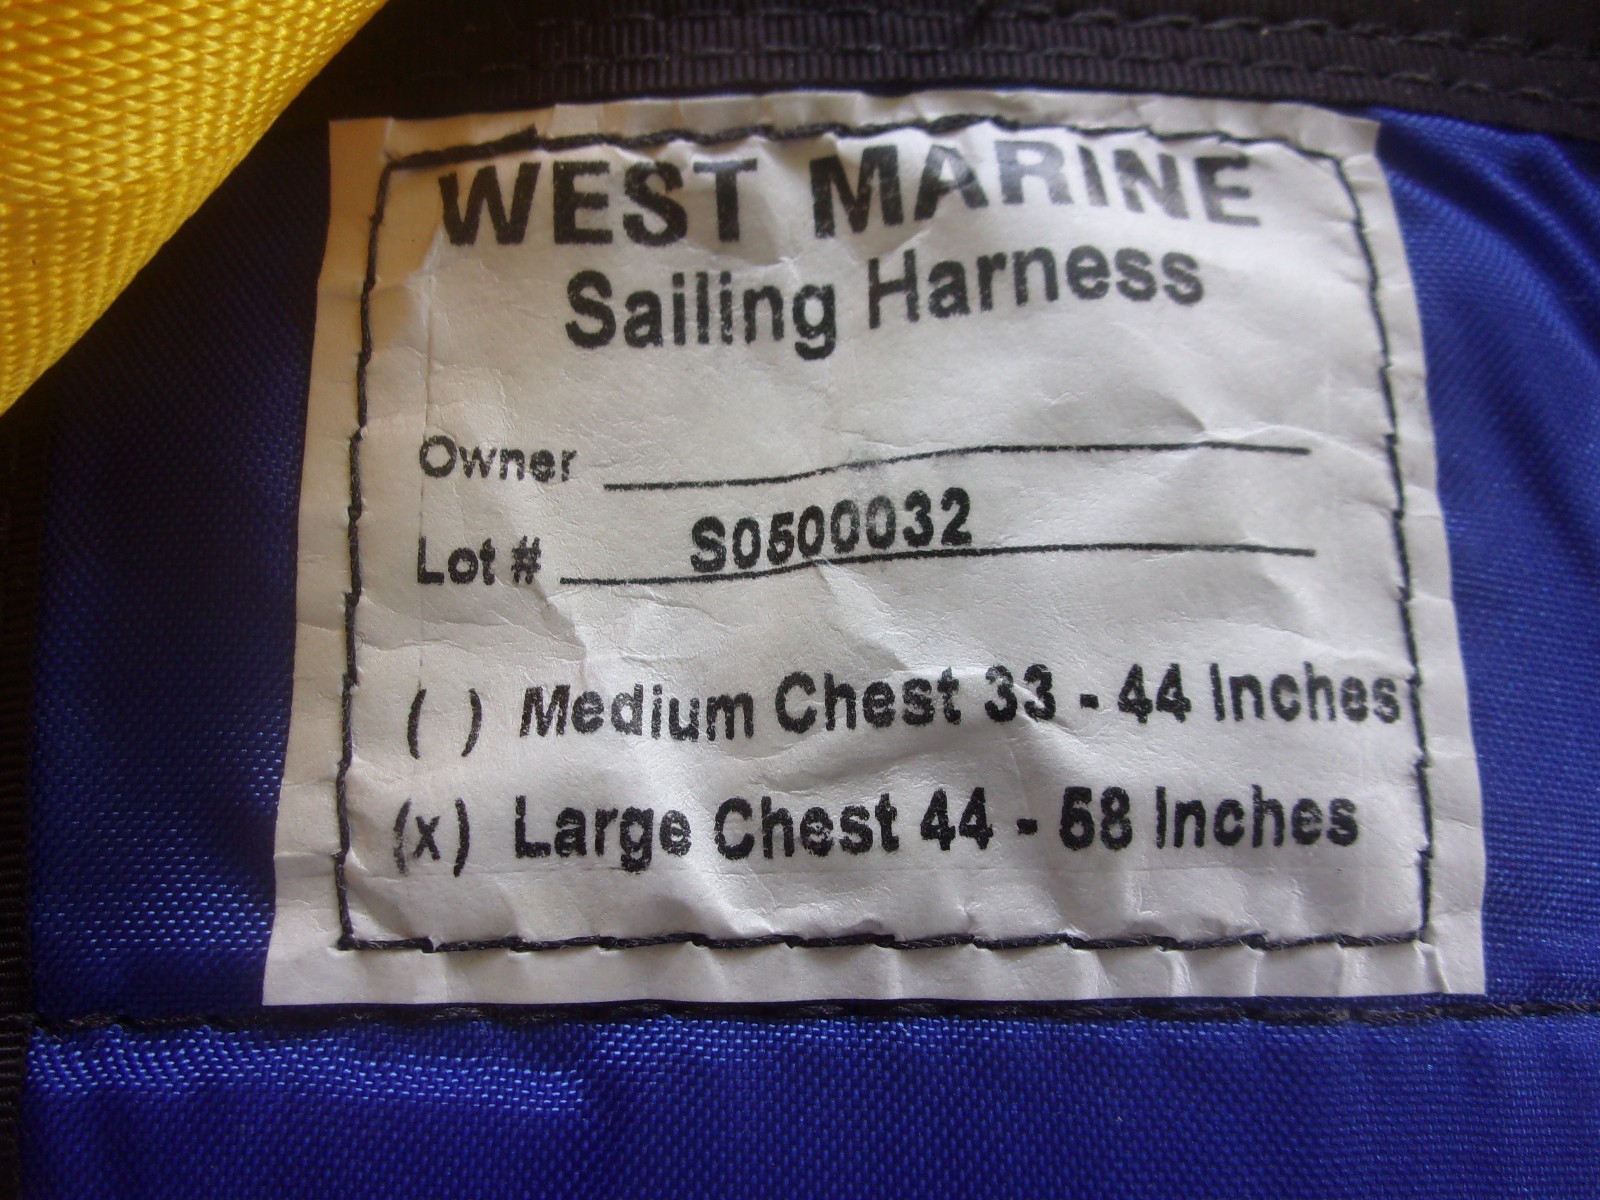 WEST MARINE
Sailing Harness
Owner
Lot # S0500032
( ) Medium Chest 33 - 44 Inches
(x) Large Chest 44 - 58 Inches